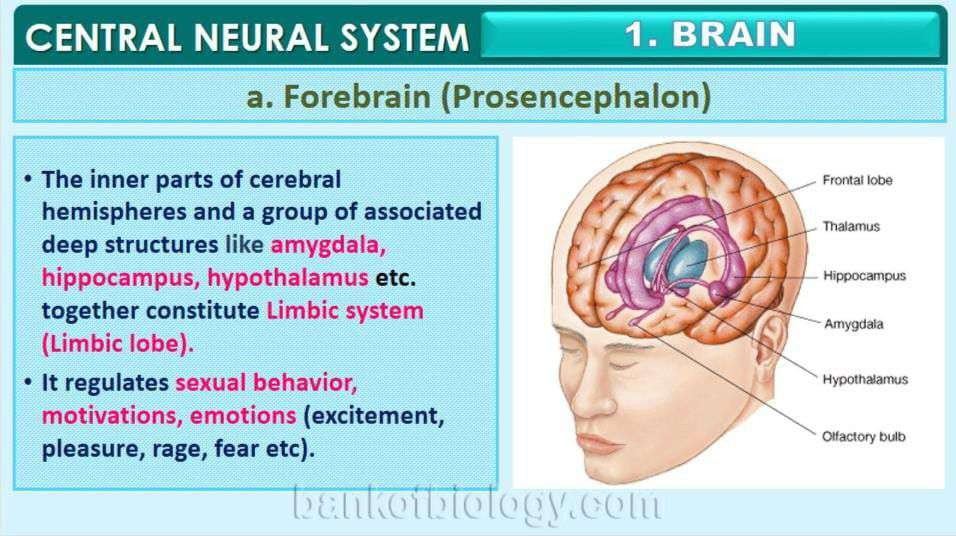 CENTRAL NEURAL SYSTEM
1. BRAIN
a. Forebrain (Prosencephalon)
• The inner parts of cerebral
hemispheres and a group of associated
deep structures like amygdala,
hippocampus, hypothalamus etc.
together constitute Limbic system
(Limbic lobe).
• It regulates sexual behavior,
motivations, emotions (excitement,
pleasure, rage, fear etc).
Frontal lobe
Thalamus
Hippocampus
Amygdala
Hypothalamus
Olfactory bulb
bankofbiology.com